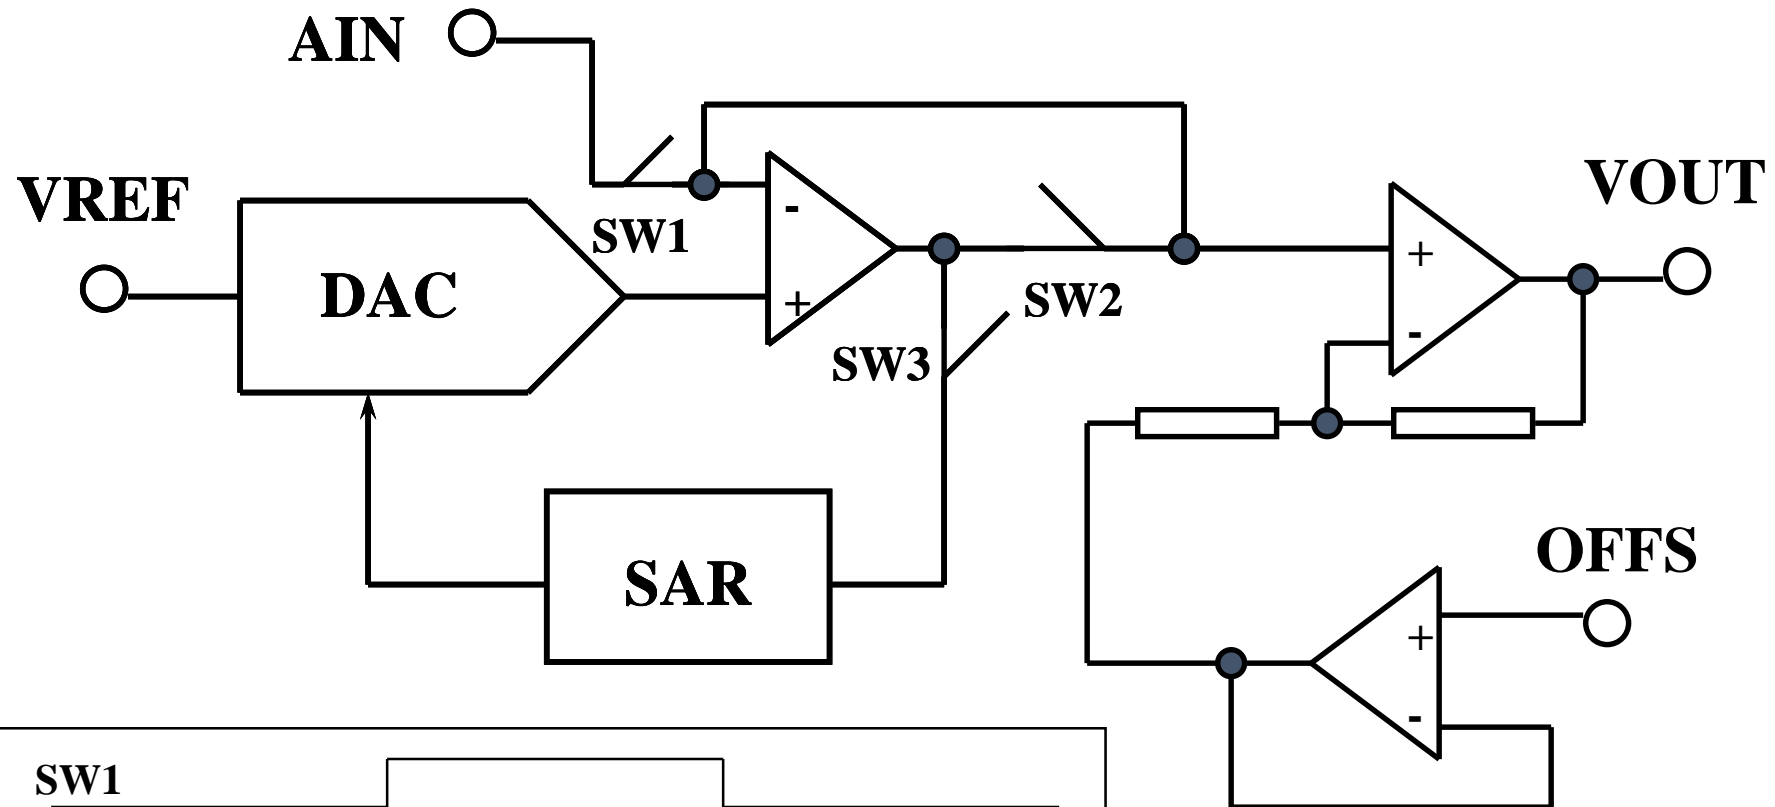 AIN
VREF
VOUT
-
SW1
+
DAC
+
SW2
-
SW3
OFFS
SAR
+
-
SW1